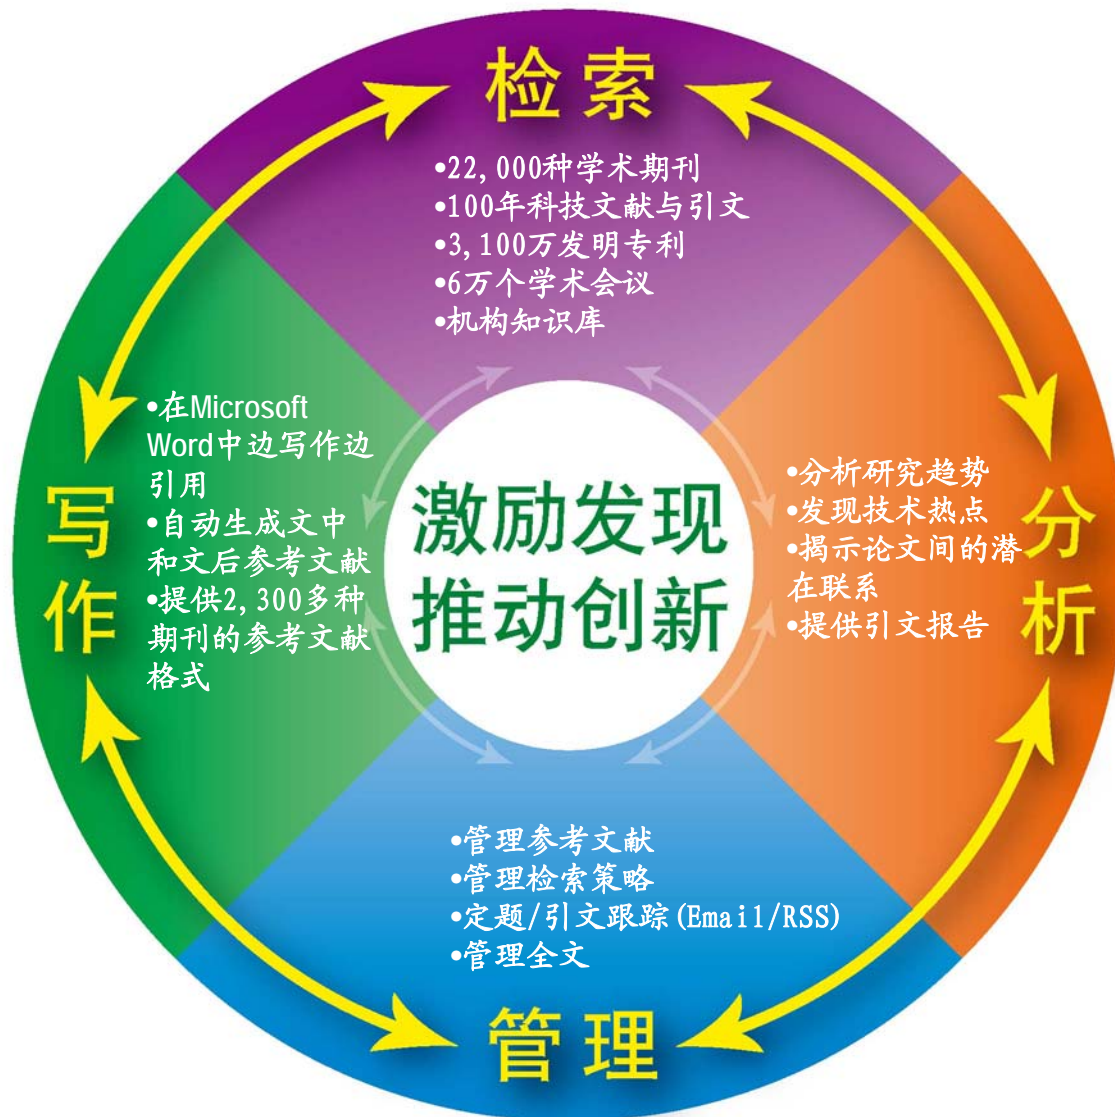 检索
•22,000种学术期刊
•100年科技文献与引文
•3,100万发明专利
•6万个学术会议
•机构知识库
写作
•在Microsoft
Word中边写作边
引用
•自动生成文中
和文后参考文献
•提供2,300多种
期刊的参考文献
格式
激励发现
推动创新
•分析研究趋势
•发现技术热点
•揭示论文间的潜
在联系
•提供引文报告
分析
•管理参考文献
•管理检索策略
•定题/引文跟踪(Email/RSS)
•管理全文
管理